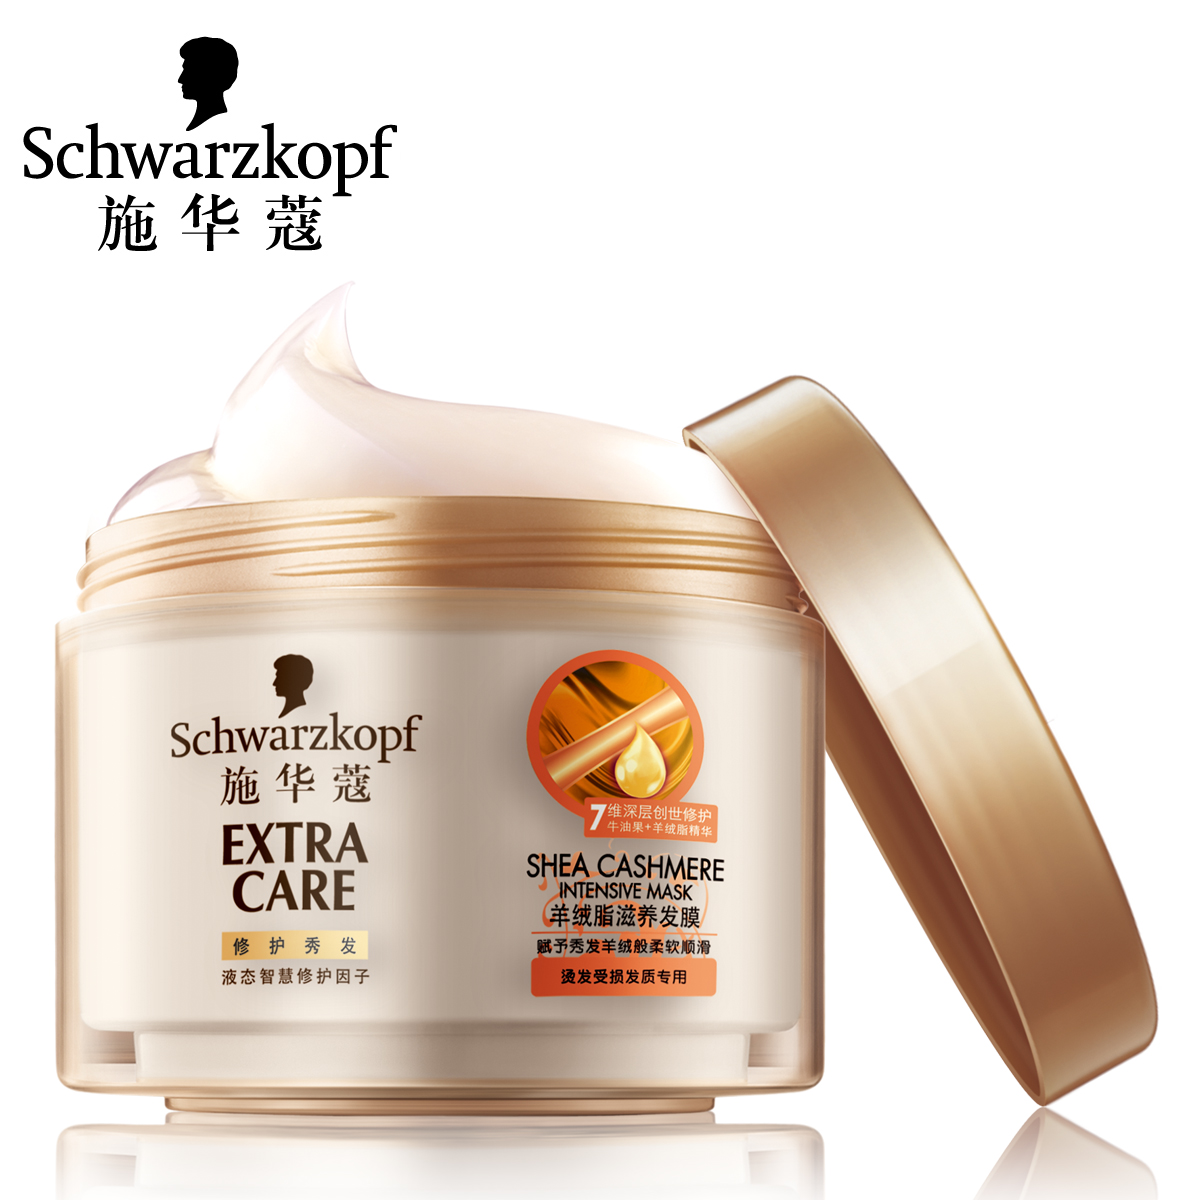 Schwarzkopf
施华蔻
Schwarzkopf
施华蔻
EXTRA
CARE
修护秀发
液态智慧修护因子
7 维深层创世修护
牛油果+羊绒脂精华
SHEA CASHMERE
INTENSIVE MASK
羊绒脂滋养发膜
赋予秀发羊绒般柔软顺滑
烫发受损发质专用